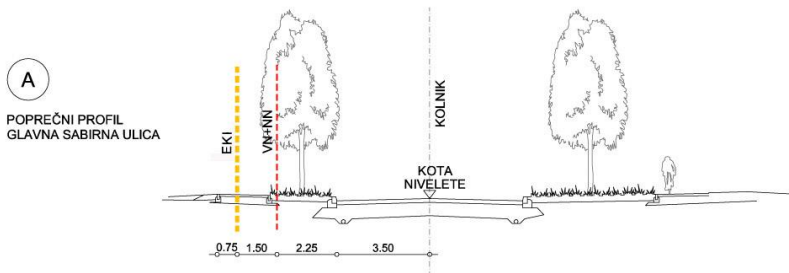 A
POPREČNI PROFIL
GLAVNA SABIRNA ULICA
EKI
VN+NN
KOLNIK
KOTA
NIVELETE
0.75 1.50 2.25 3.50